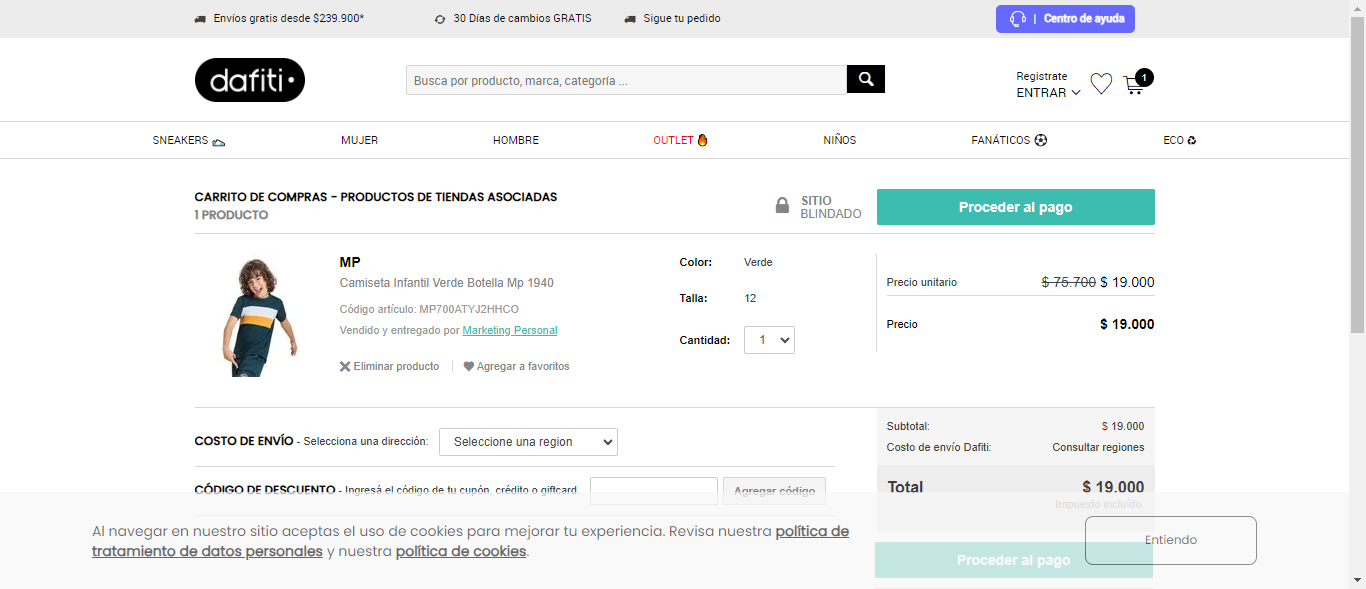 Envíos gratis desde $239.900*
30 Días de cambios GRATIS
Sigue tu pedido
| Centro de ayuda
dafiti
Busca por producto, marca, categoría ...
Registrate
ENTRAR
1
SNEAKERS
MUJER
HOMBRE
OUTLET
NIÑOS
FANÁTICOS
ECO
CARRITO DE COMPRAS - PRODUCTOS DE TIENDAS ASOCIADAS
1 PRODUCTO
SITIO
BLINDADO
Proceder al pago
MP
Camiseta Infantil Verde Botella Mp 1940
Código artículo: MP700ATYJ2HHCO
Vendido y entregado por Marketing Personal
Eliminar producto
Agregar a favoritos
Color: Verde
Talla: 12
Cantidad: 1
Precio unitario $ 75.700 $ 19.000
Precio $ 19.000
COSTO DE ENVÍO - Selecciona una dirección: Seleccione una region
CÓDIGO DE DESCUENTO - Ingresá el código de tu cupón, crédito o giftcard Agregar código
Subtotal: $ 19.000
Costo de envío Dafiti: Consultar regiones
Total $ 19.000
Impuesto incluído.
Proceder al pago
Al navegar en nuestro sitio aceptas el uso de cookies para mejorar tu experiencia. Revisa nuestra política de
tratamiento de datos personales y nuestra política de cookies.
Entiendo